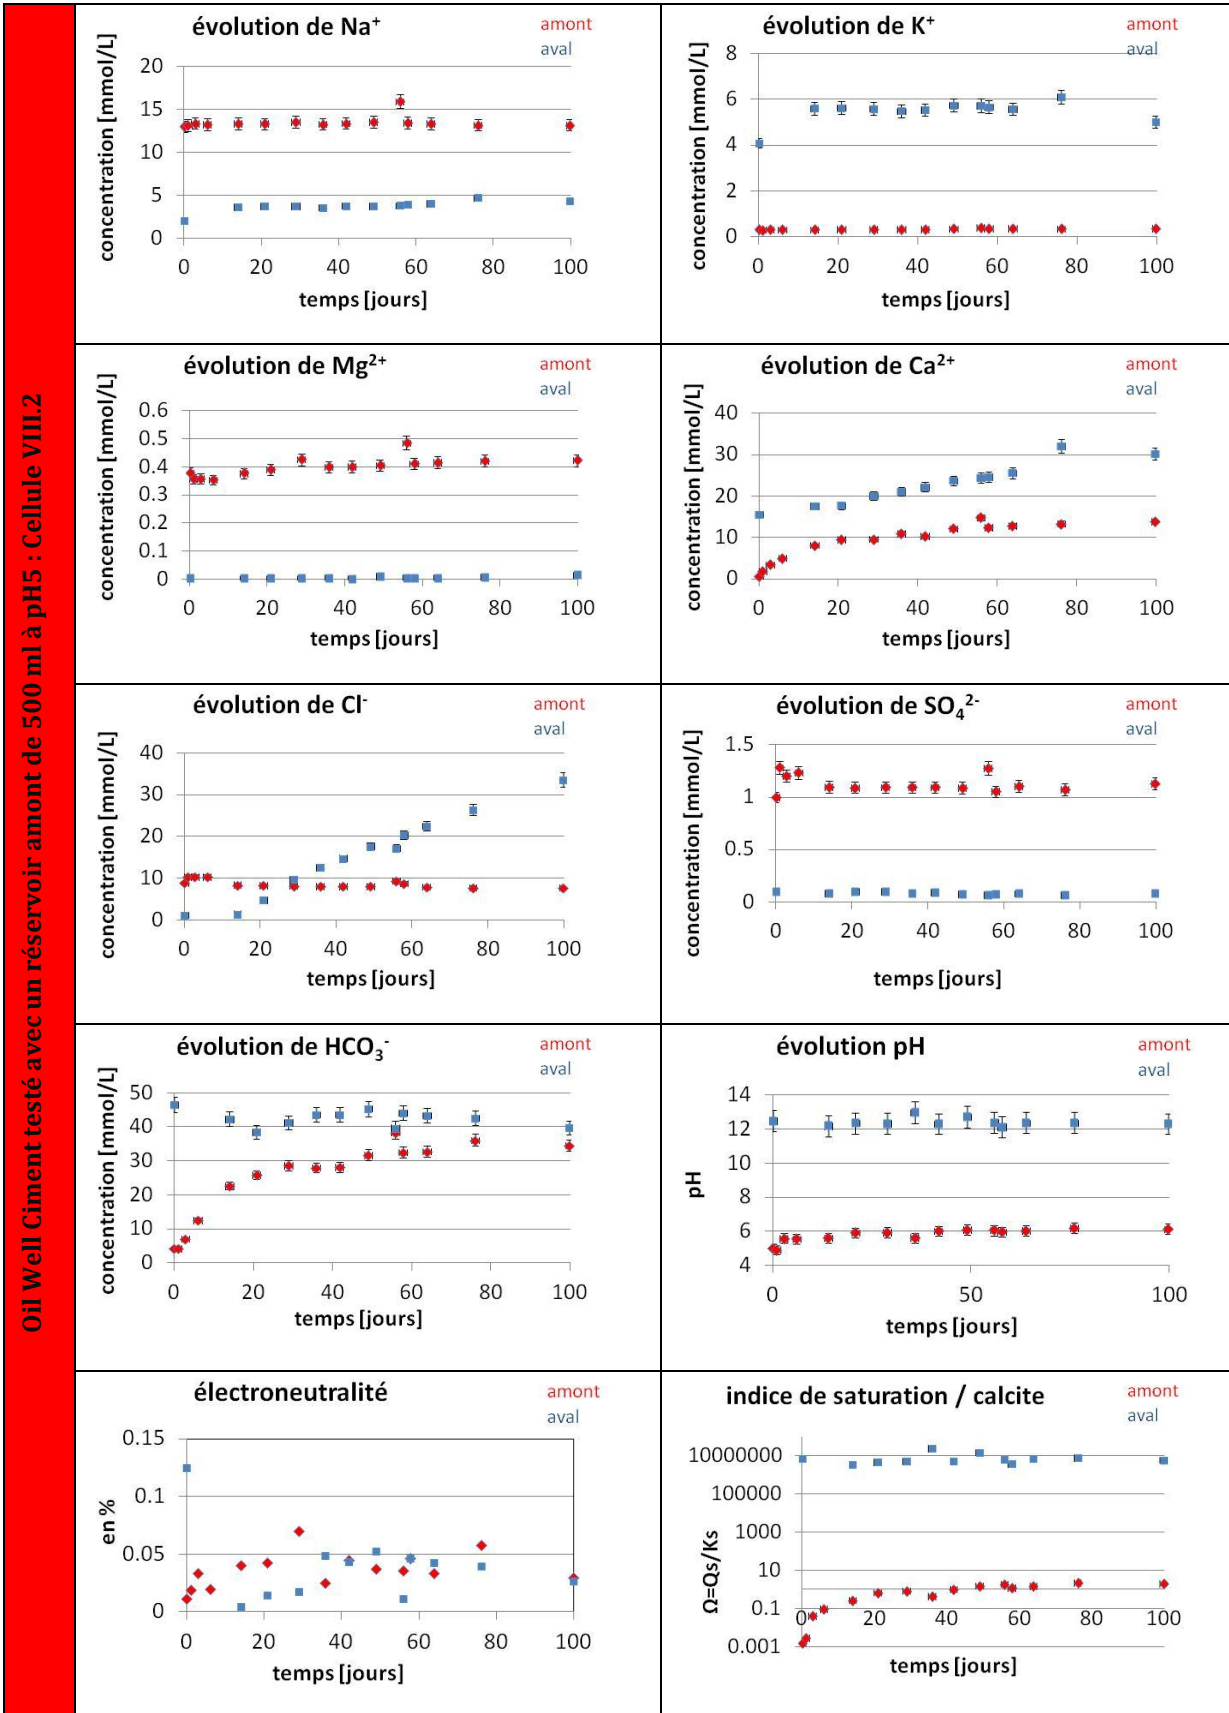 Oil Well Ciment testé avec un réservoir amont de 500 ml à pH5 : Cellule VIII.2
évolution de Na⁺
amont
aval
concentration [mmol/L]
20
15
10
5
0
0 20 40 60 80 100
temps [jours]
évolution de K⁺
amont
aval
concentration [mmol/L]
8
6
4
2
0
0 20 40 60 80 100
temps [jours]
évolution de Mg²⁺
amont
aval
concentration [mmol/L]
0.6
0.5
0.4
0.3
0.2
0.1
0
0 20 40 60 80 100
temps [jours]
évolution de Ca²⁺
amont
aval
concentration [mmol/L]
40
30
20
10
0
0 20 40 60 80 100
temps [jours]
évolution de Cl⁻
amont
aval
concentration [mmol/L]
40
30
20
10
0
0 20 40 60 80 100
temps [jours]
évolution de SO₄²⁻
amont
aval
concentration [mmol/L]
1.5
1
0.5
0
0 20 40 60 80 100
temps [jours]
évolution de HCO₃⁻
amont
aval
concentration [mmol/L]
50
40
30
20
10
0
0 20 40 60 80 100
temps [jours]
évolution pH
amont
aval
pH
14
12
10
8
6
4
0 50 100
temps [jours]
électroneutralité
amont
aval
en %
0.15
0.1
0.05
0
0 20 40 60 80 100
temps [jours]
indice de saturation / calcite
amont
aval
Ω=Qs/Ks
10000000
100000
1000
10
0.1
0.001
0 20 40 60 80 100
temps [jours]